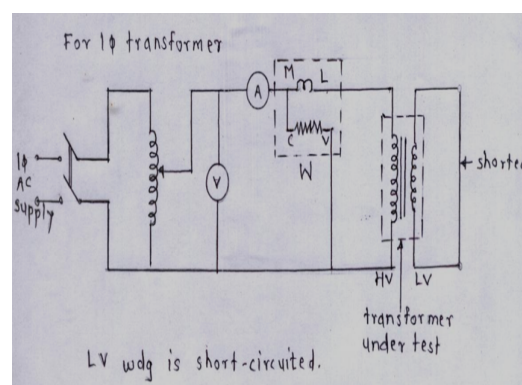 For 1ϕ transformer
M L
A
C V
W
V
1ϕ
AC
supply
shorted
HV LV
transformer
under test
LV wdg is short-circuited.